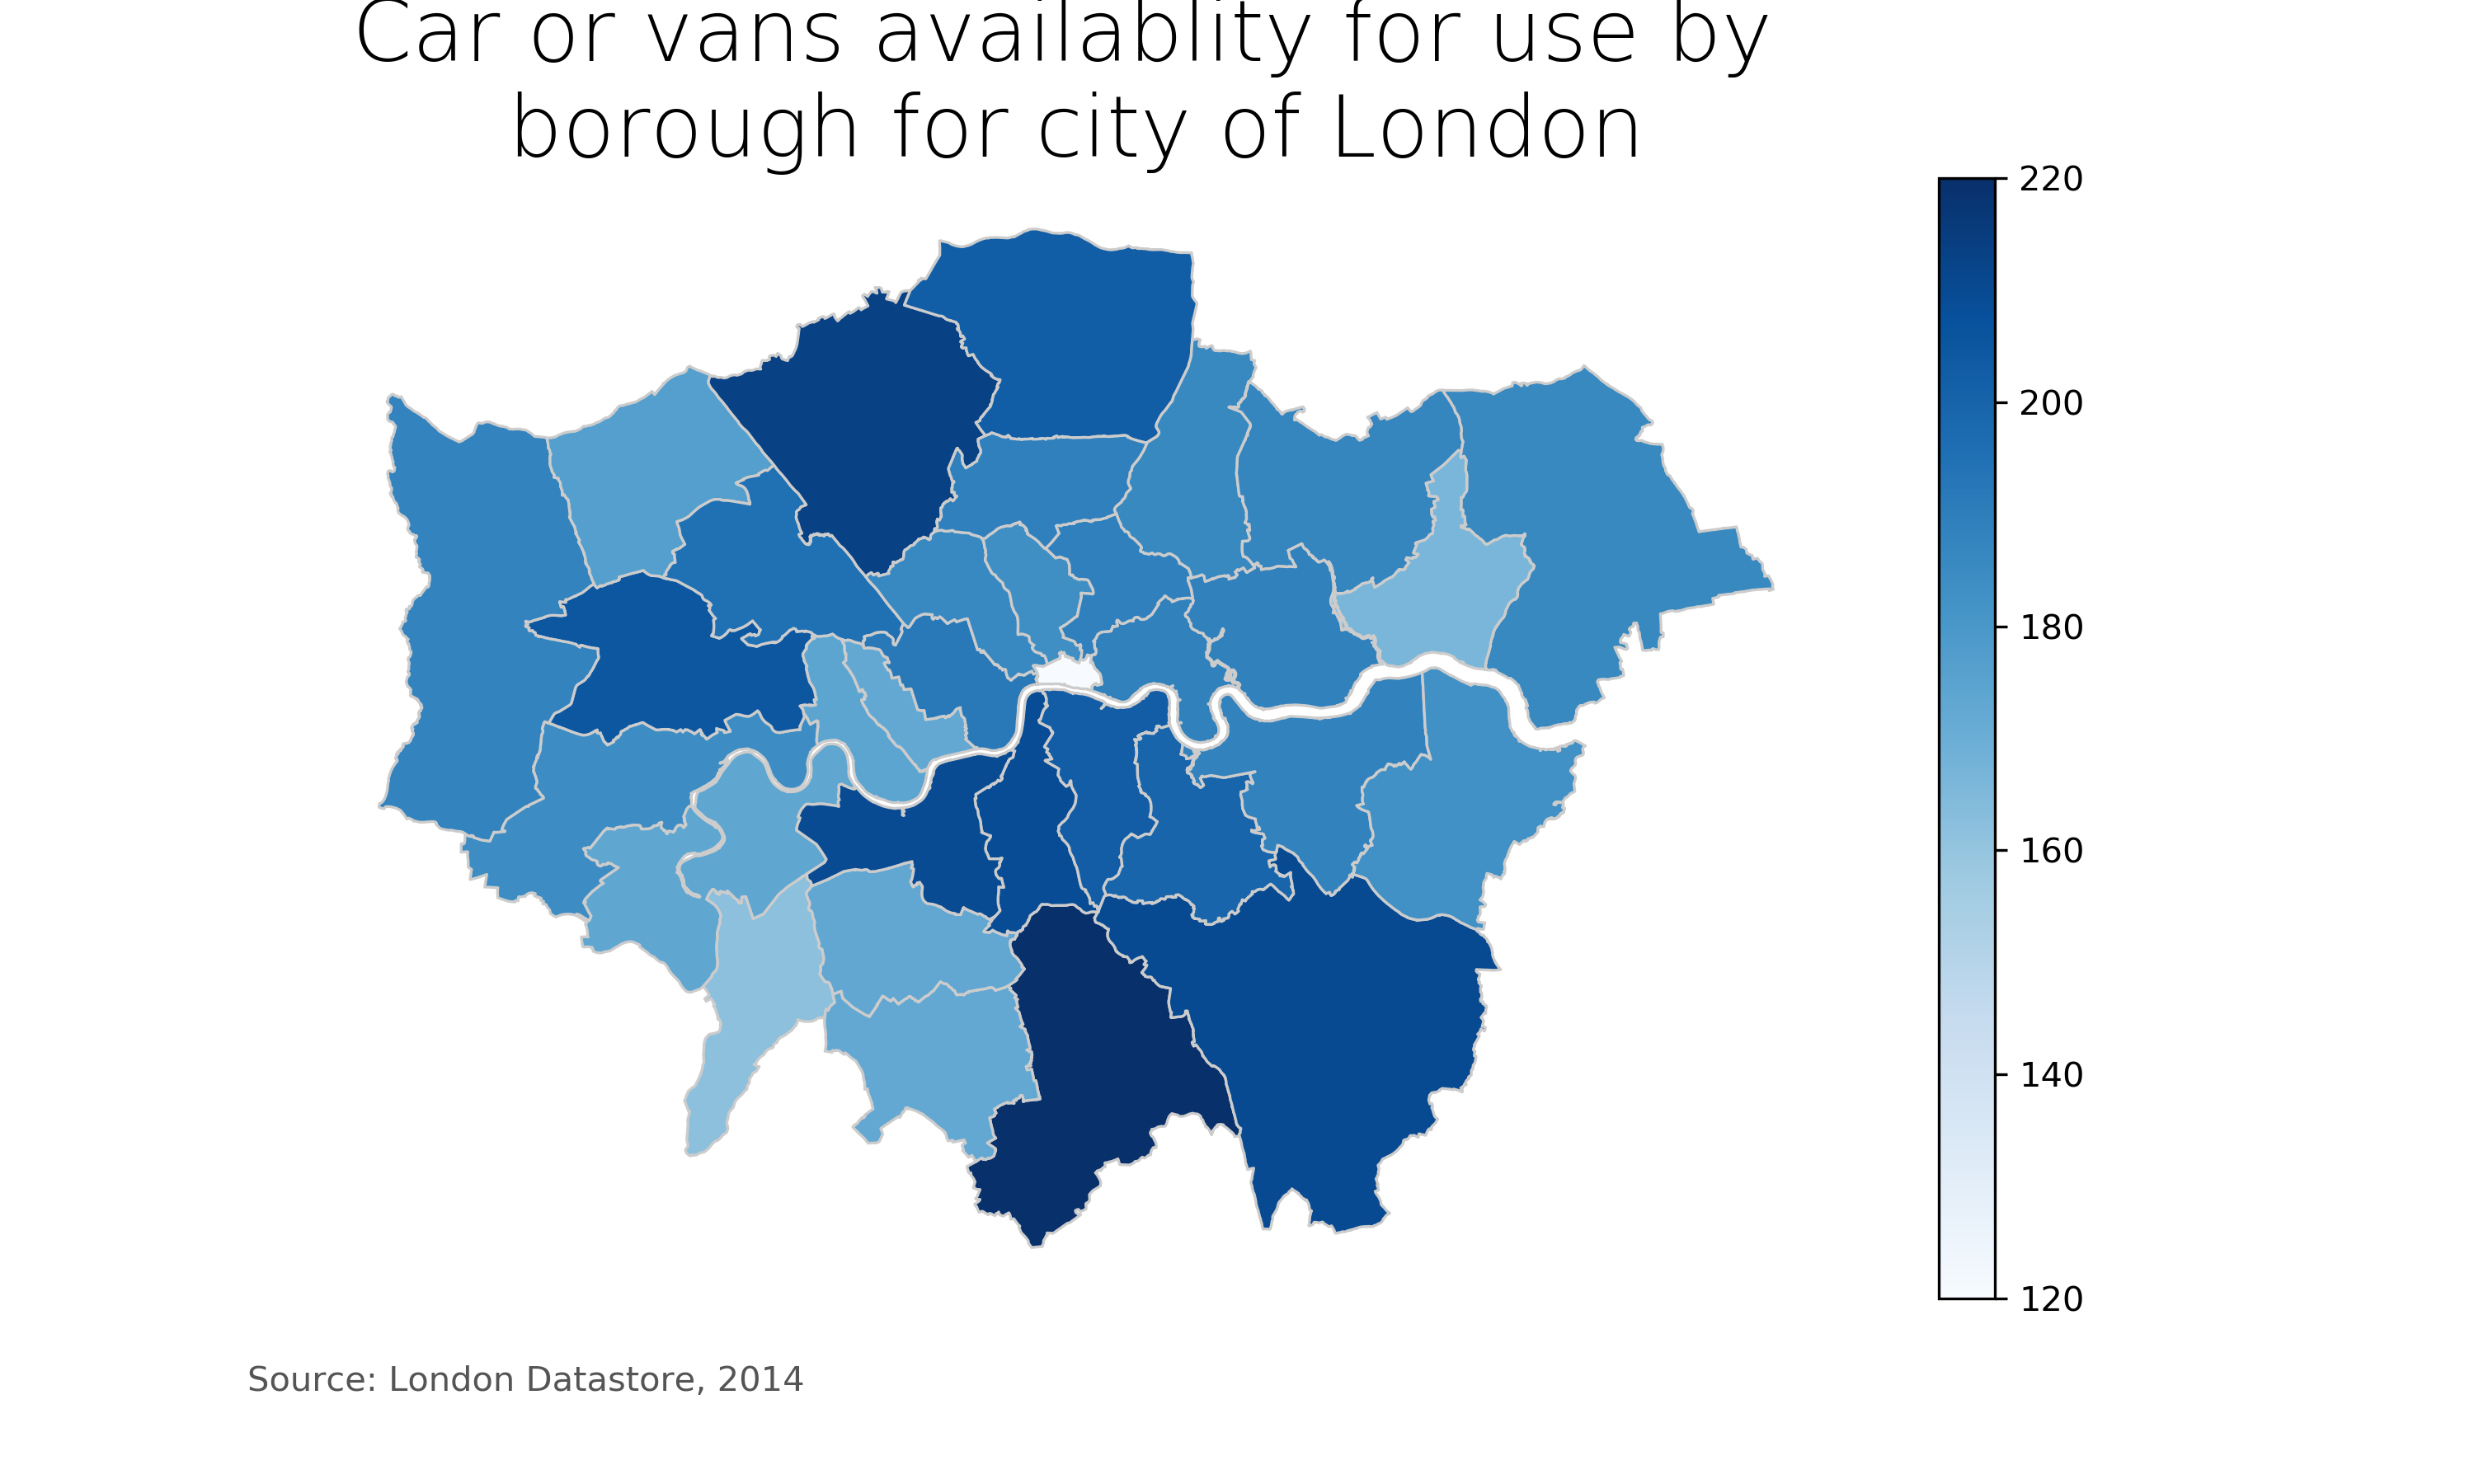 Car or vans availablity for use by
borough for city of London
220
200
180
160
140
120
Source: London Datastore, 2014